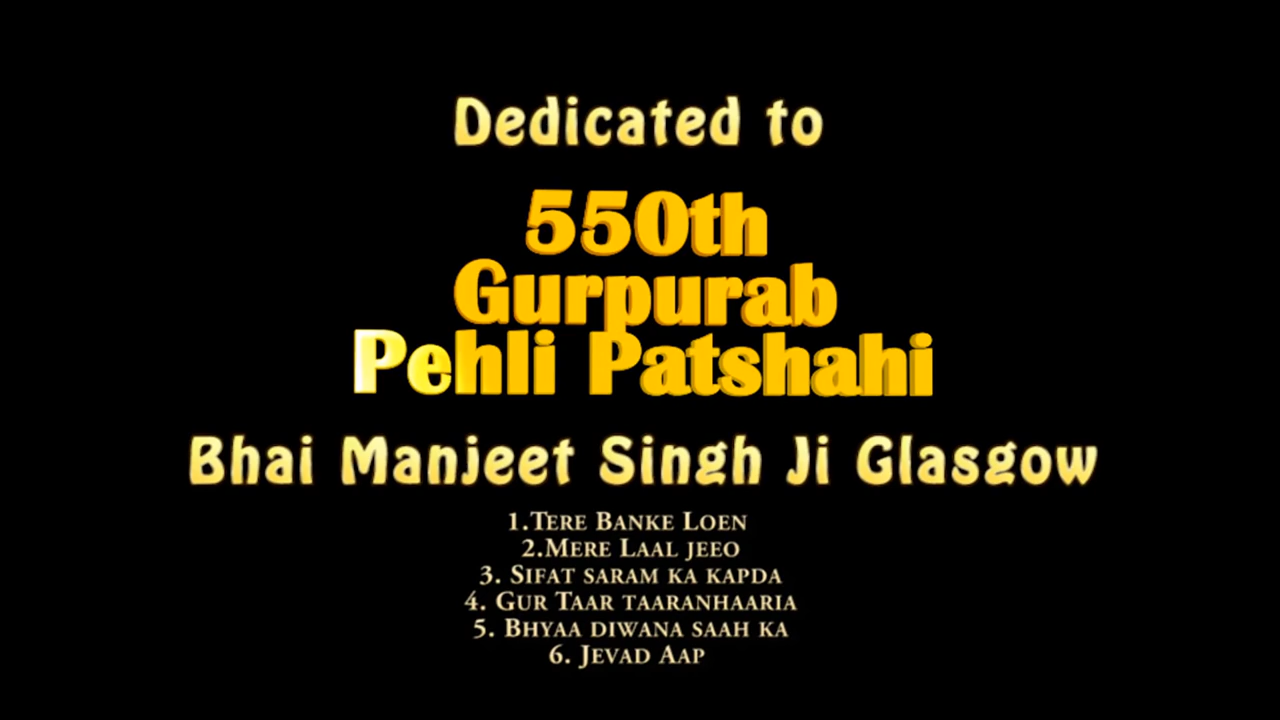 Dedicated to
550th
Gurpurab
Pehli Patshahi
Bhai Manjeet Singh Ji Glasgow
1.Tere Banke Loen
2.Mere Laal jeeo
3. Sifat saram ka kapda
4. Gur Taar taaranhaaria
5. Bhyaa diwana saah ka
6. Jevad Aap